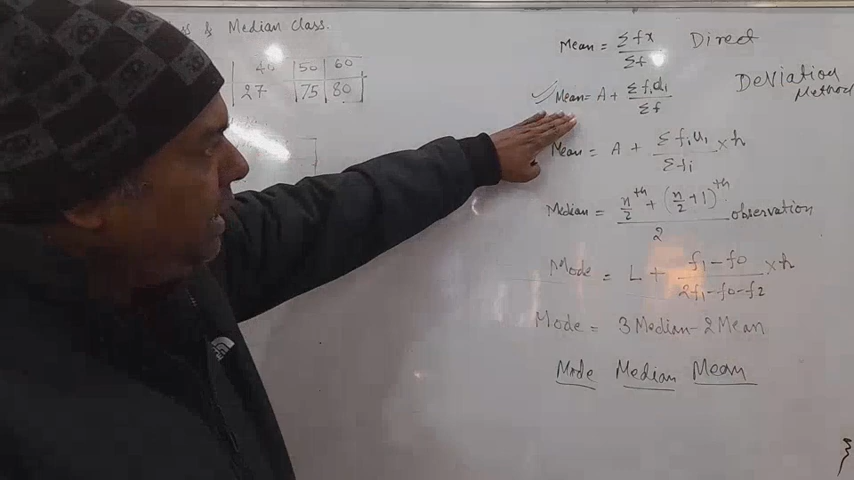 & Median Class.
40 50 60
27 75 80
Mean = Σfx / Σf Direct
Mean = A + Σfidi / Σf Deviation Method
Mean = A + Σfiui / Σfi × h
Median = n/2 th + (n/2 + 1)th / 2 observation
Mode = L + f1 - f0 / 2f1 - f0 - f2 × h
Mode = 3 Median - 2 Mean
Mode Median Mean